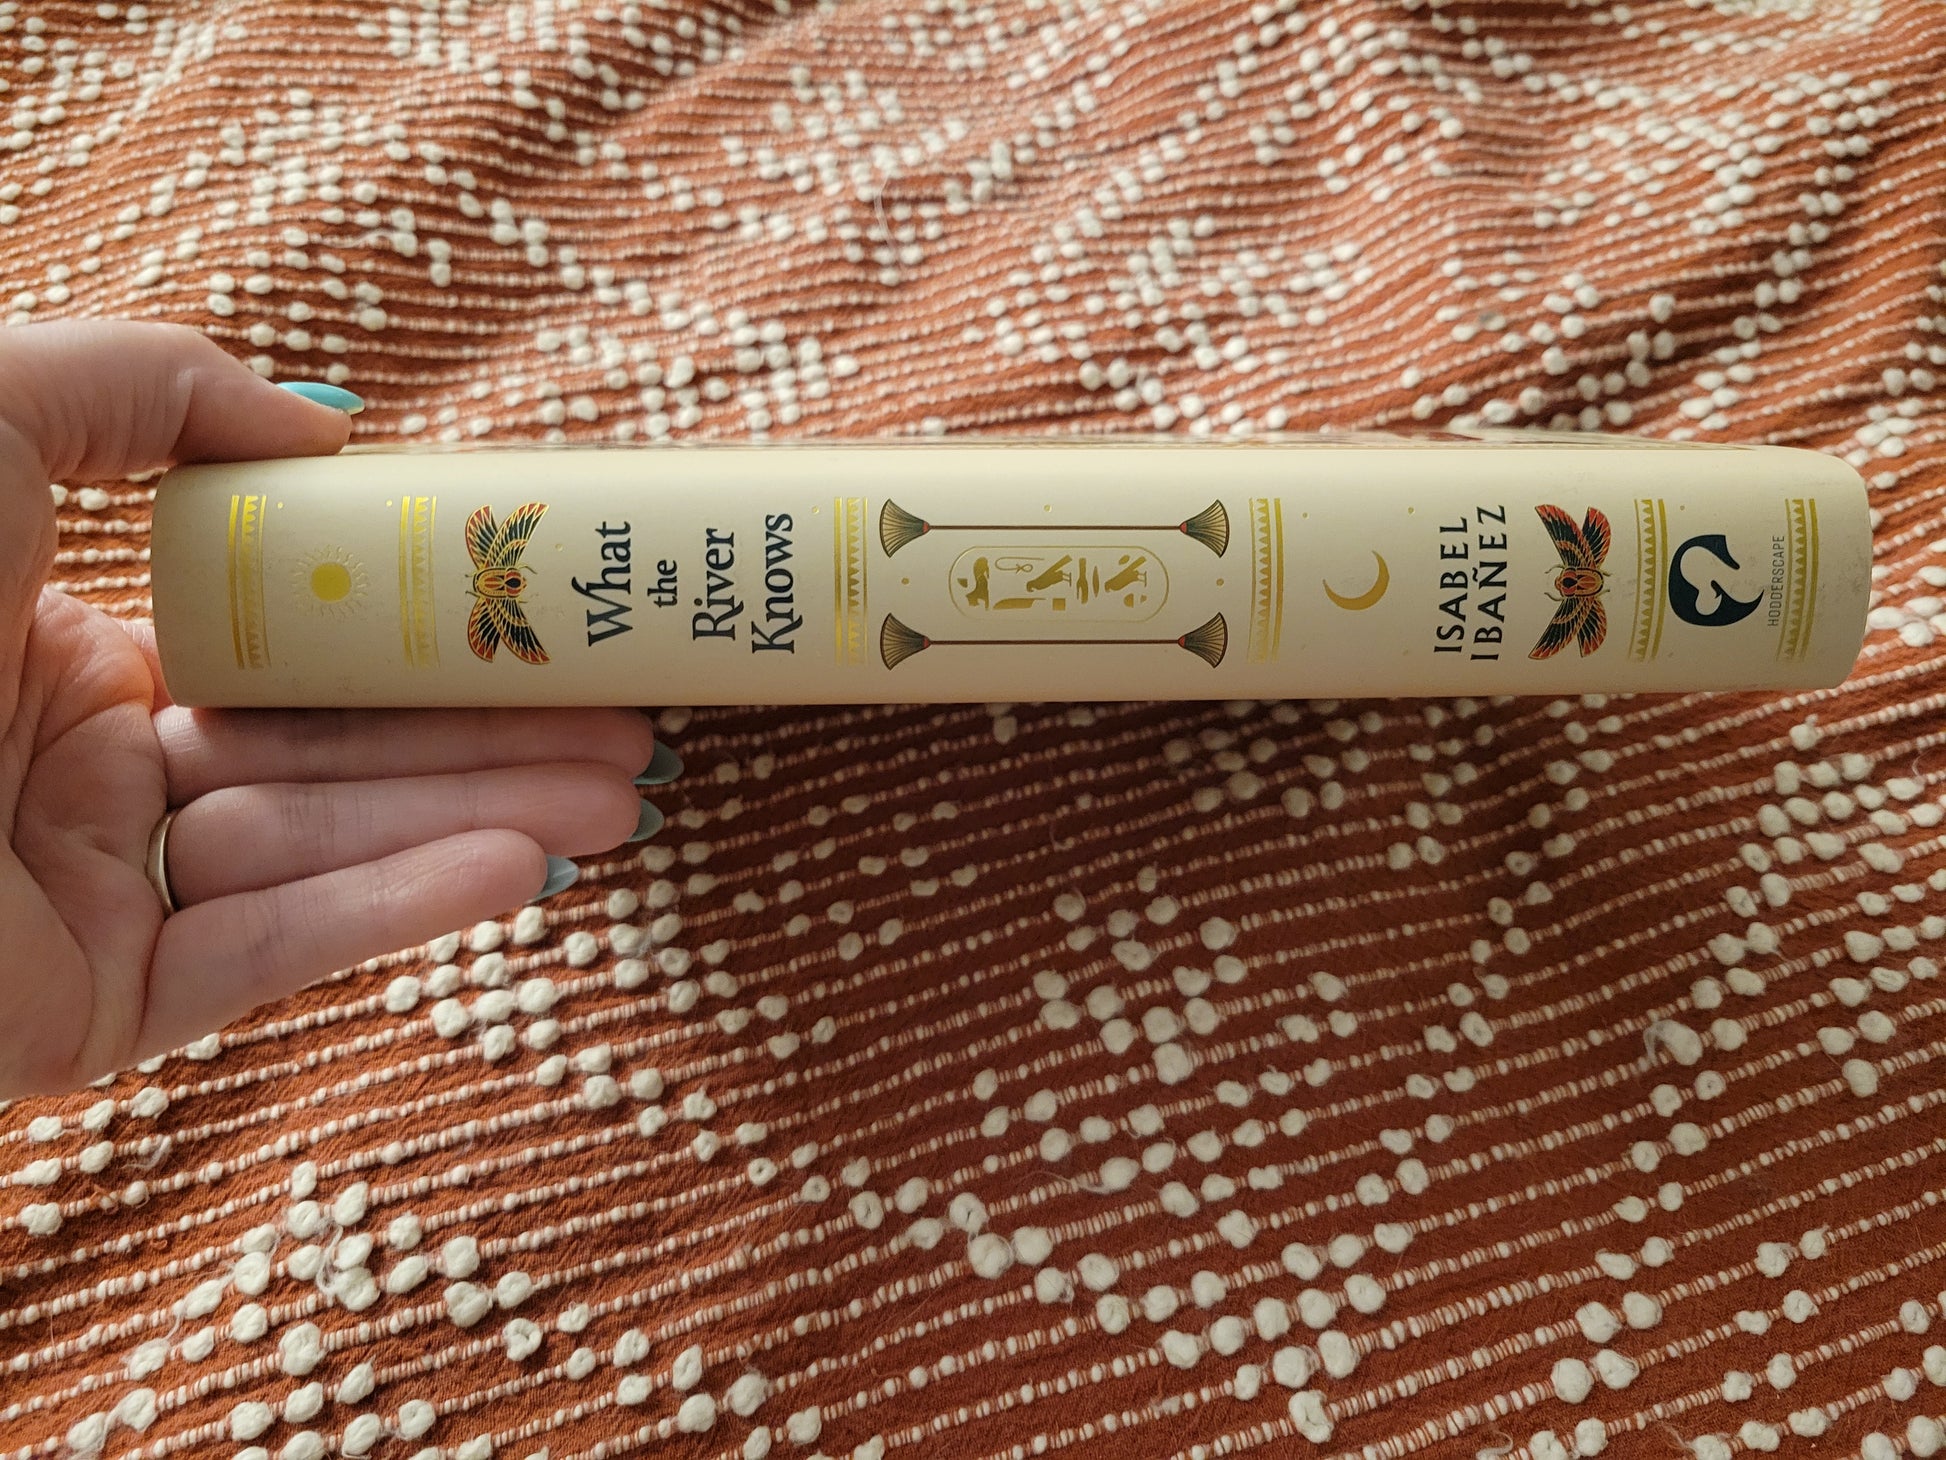 What
the
River
Knows
ISABEL
IBAÑEZ
HODDERSCAPE